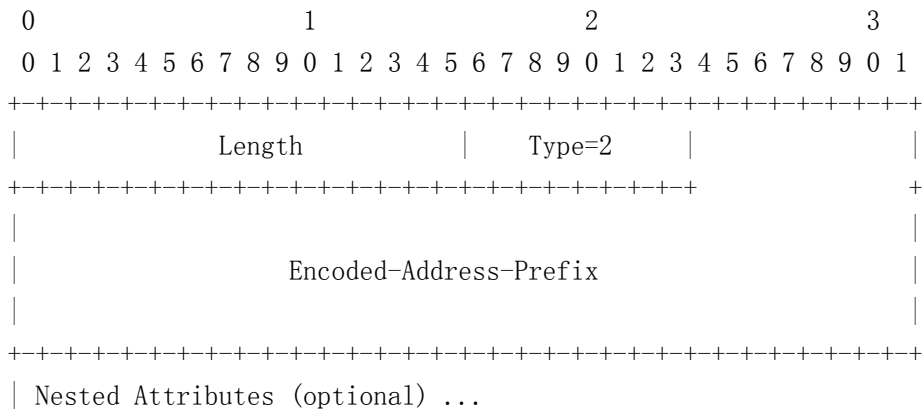 0                   1                   2                   3
 0 1 2 3 4 5 6 7 8 9 0 1 2 3 4 5 6 7 8 9 0 1 2 3 4 5 6 7 8 9 0 1
+-+-+-+-+-+-+-+-+-+-+-+-+-+-+-+-+-+-+-+-+-+-+-+-+-+-+-+-+-+-+-+-+
|              Length           |    Type=2     |               |
+-+-+-+-+-+-+-+-+-+-+-+-+-+-+-+-+-+-+-+-+-+-+-+-+               +
|                                                               |
|                   Encoded-Address-Prefix                      |
|                                                               |
+-+-+-+-+-+-+-+-+-+-+-+-+-+-+-+-+-+-+-+-+-+-+-+-+-+-+-+-+-+-+-+-+
| Nested Attributes (optional) ...